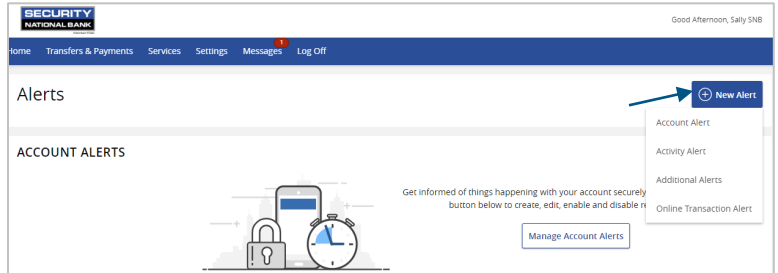 SECURITY
NATIONAL BANK
Good Afternoon, Sally SNB
Home Transfers & Payments Services Settings Messages 1 Log Off
Alerts
New Alert
Account Alert
Activity Alert
Additional Alerts
Online Transaction Alert
ACCOUNT ALERTS
Get informed of things happening with your account securely
button below to create, edit, enable and disable
Manage Account Alerts